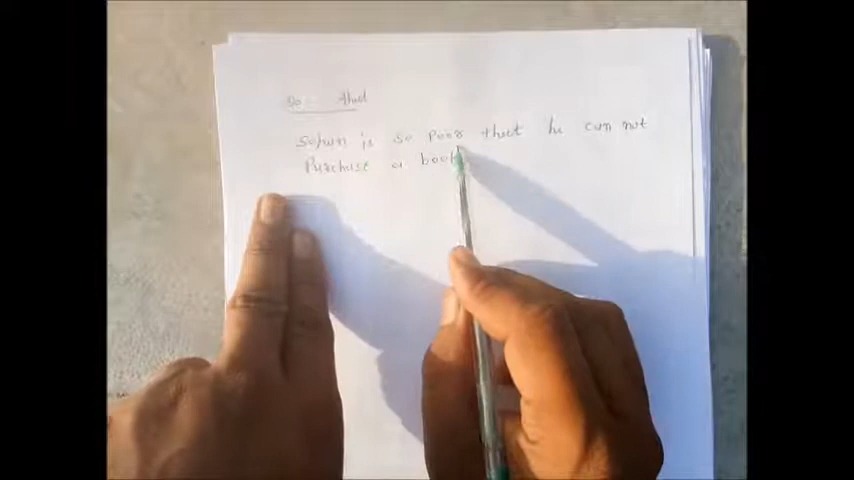 So that
Sohan is so poor that he can not
Purchase a book